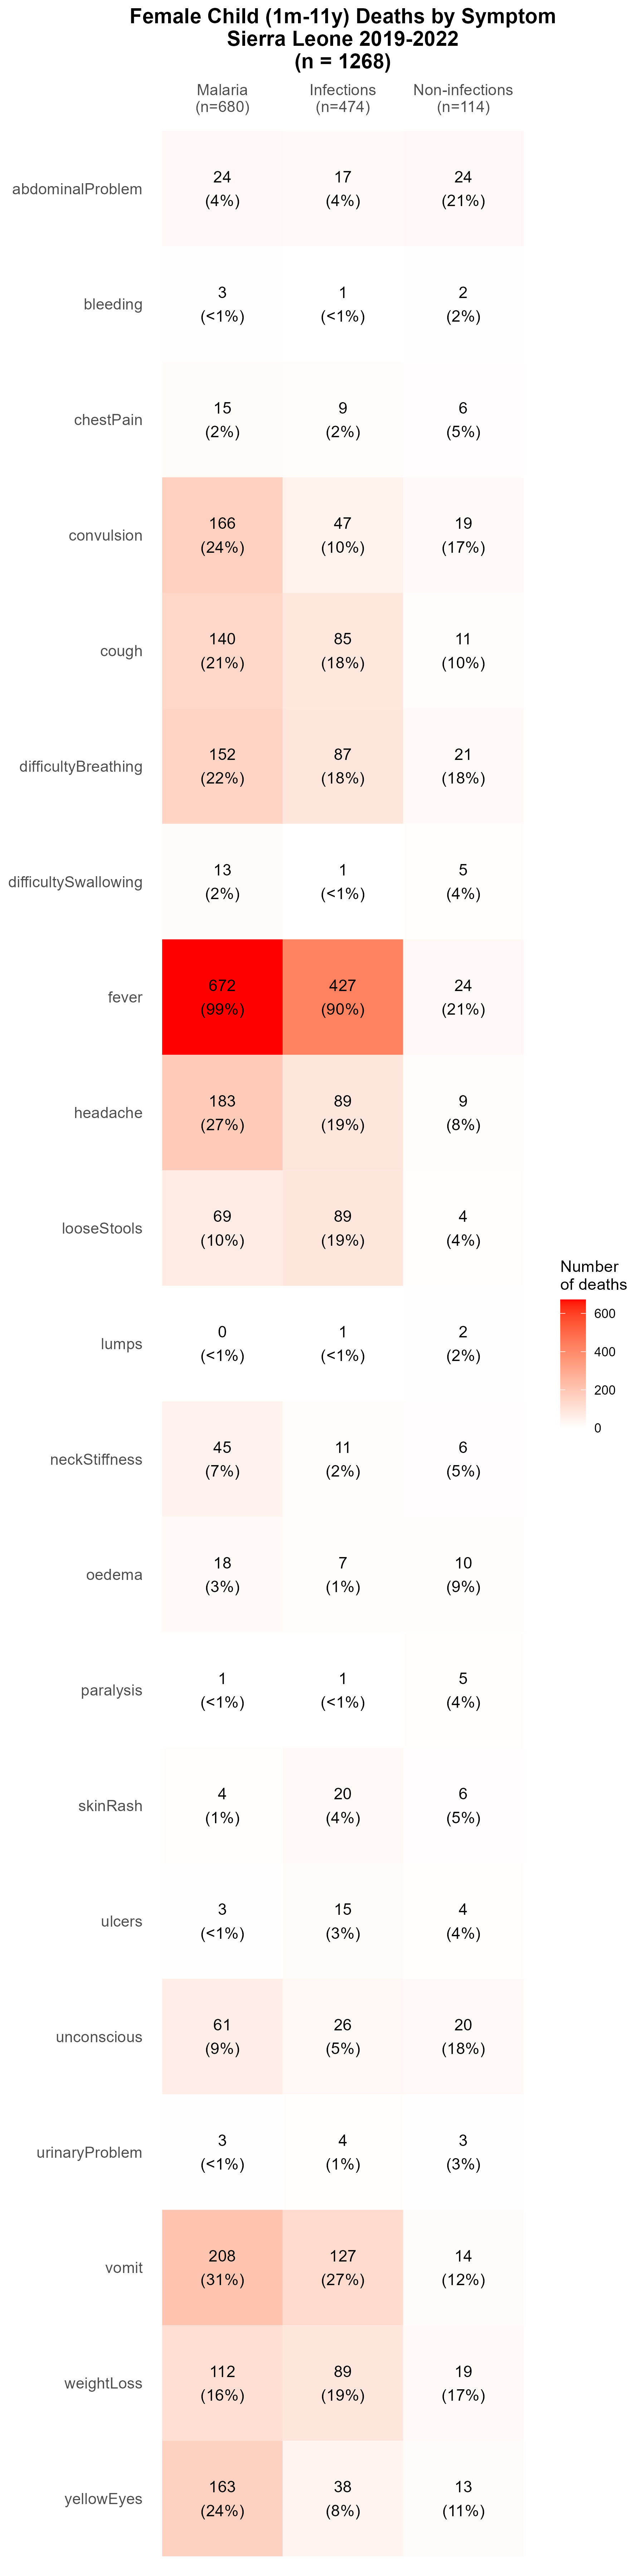 Female Child (1m-11y) Deaths by Symptom
Sierra Leone 2019-2022
(n = 1268)
Malaria Infections Non-infections
(n=680) (n=474) (n=114)
abdominalProblem
24 17 24
(4%) (4%) (21%)
bleeding
3 1 2
(<1%) (<1%) (2%)
chestPain
15 9 6
(2%) (2%) (5%)
convulsion
166 47 19
(24%) (10%) (17%)
cough
140 85 11
(21%) (18%) (10%)
difficultyBreathing
152 87 21
(22%) (18%) (18%)
difficultySwallowing
13 1 5
(2%) (<1%) (4%)
fever
672 427 24
(99%) (90%) (21%)
headache
183 89 9
(27%) (19%) (8%)
looseStools
69 89 4
(10%) (19%) (4%)
lumps
0 1 2
(<1%) (<1%) (2%)
neckStiffness
45 11 6
(7%) (2%) (5%)
oedema
18 7 10
(3%) (1%) (9%)
paralysis
1 1 5
(<1%) (<1%) (4%)
skinRash
4 20 6
(1%) (4%) (5%)
ulcers
3 15 4
(<1%) (3%) (4%)
unconscious
61 26 20
(9%) (5%) (18%)
urinaryProblem
3 4 3
(<1%) (1%) (3%)
vomit
208 127 14
(31%) (27%) (12%)
weightLoss
112 89 19
(16%) (19%) (17%)
yellowEyes
163 38 13
(24%) (8%) (11%)
Number
of deaths
600
400
200
0